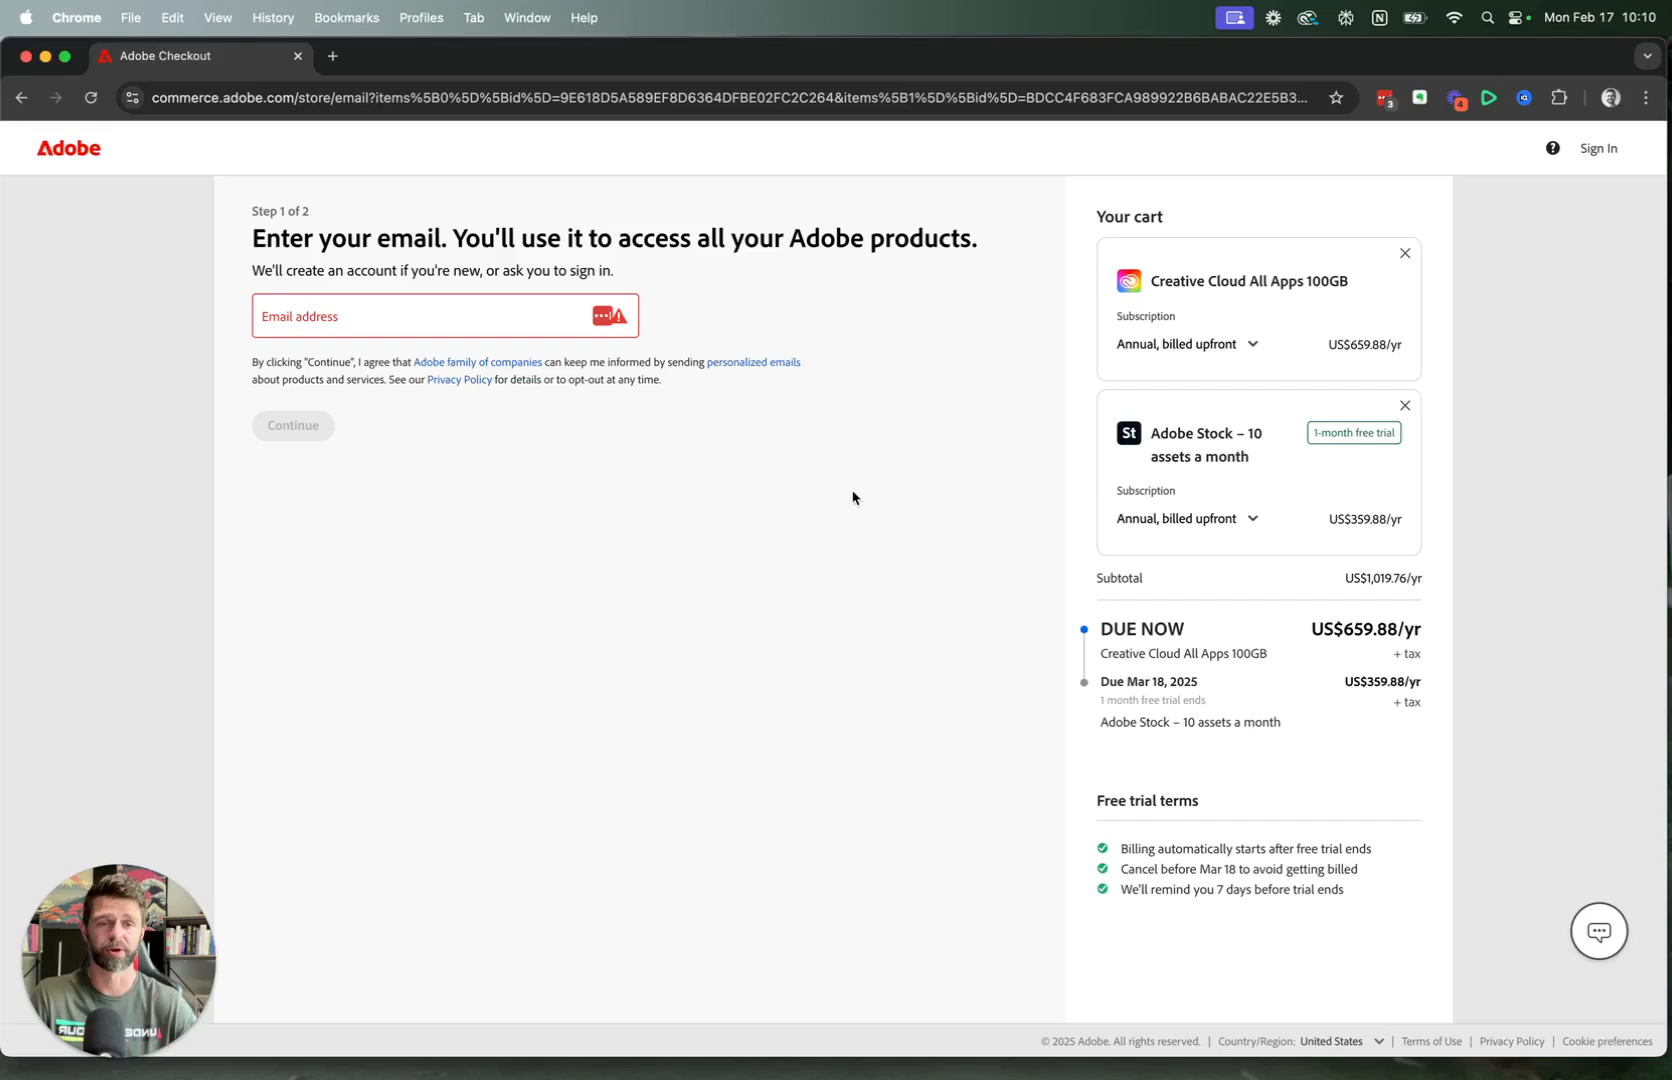 Chrome File Edit View History Bookmarks Profiles Tab Window Help Mon Feb 17 10:10
Adobe Checkout
commerce.adobe.com/store/email?items%5B0%5D%5Bid%5D=9E618D5A589EF8D6364DFBE02FC2C264&items%5B1%5D%5Bid%5D=BDCC4F683FCA989922B6BABAC22E5B3...
3
4
Adobe
? Sign In
Step 1 of 2
Enter your email. You'll use it to access all your Adobe products.
We'll create an account if you're new, or ask you to sign in.
Email address
By clicking "Continue", I agree that Adobe family of companies can keep me informed by sending personalized emails
about products and services. See our Privacy Policy for details or to opt-out at any time.
Continue
Your cart
Creative Cloud All Apps 100GB
Subscription
Annual, billed upfront US$659.88/yr
St Adobe Stock – 10
assets a month
1-month free trial
Subscription
Annual, billed upfront US$359.88/yr
Subtotal US$1,019.76/yr
DUE NOW US$659.88/yr
Creative Cloud All Apps 100GB + tax
Due Mar 18, 2025 US$359.88/yr
1 month free trial ends + tax
Adobe Stock – 10 assets a month
Free trial terms
Billing automatically starts after free trial ends
Cancel before Mar 18 to avoid getting billed
We'll remind you 7 days before trial ends
© 2025 Adobe. All rights reserved. | Country/Region: United States | Terms of Use | Privacy Policy | Cookie preferences